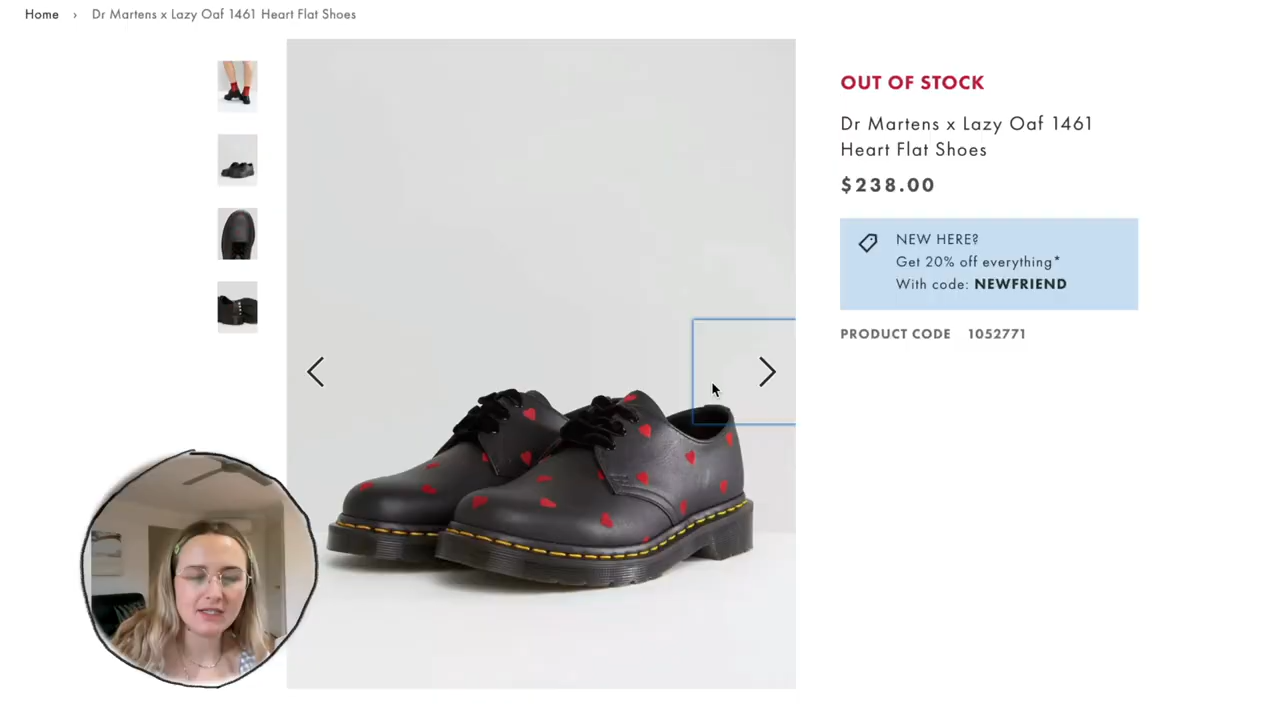 Home › Dr Martens x Lazy Oaf 1461 Heart Flat Shoes
OUT OF STOCK
Dr Martens x Lazy Oaf 1461
Heart Flat Shoes
$238.00
NEW HERE?
Get 20% off everything*
With code: NEWFRIEND
PRODUCT CODE 1052771